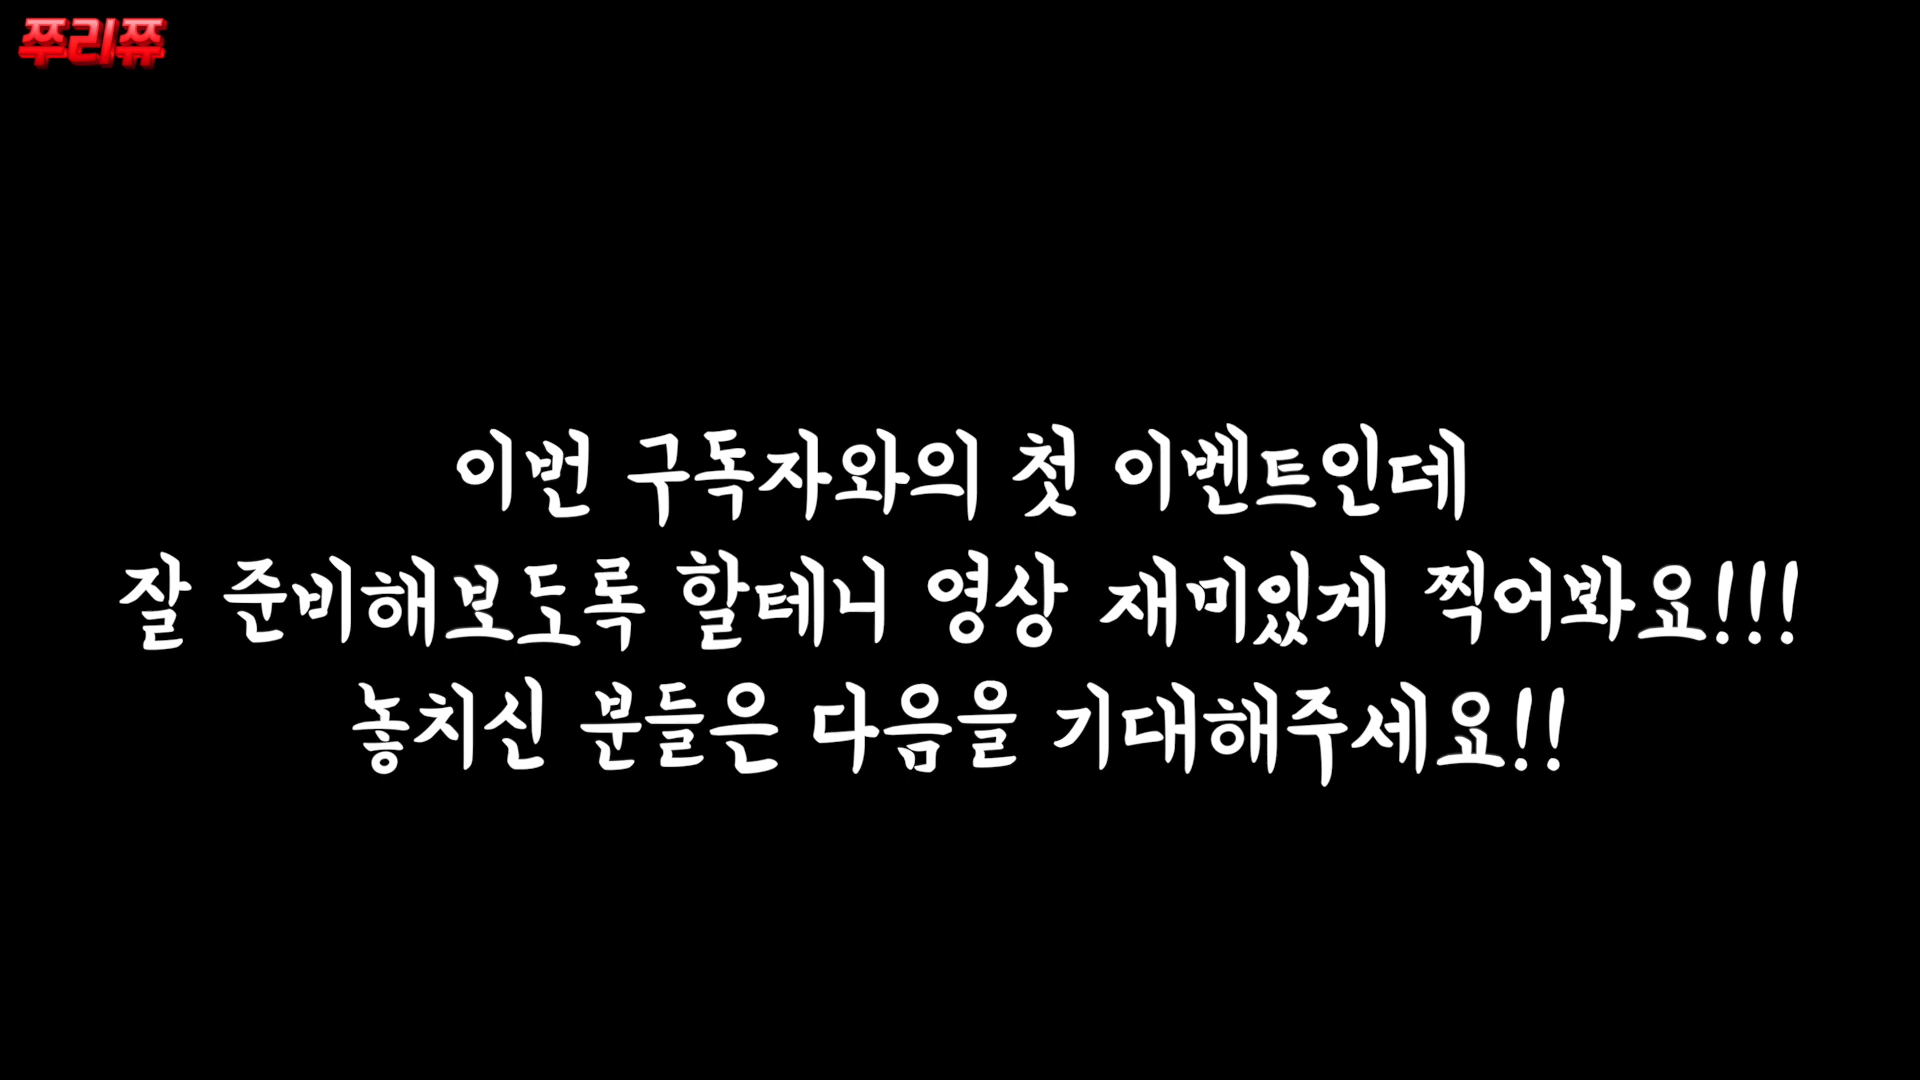 쭈리쮸
이번 구독자와의 첫 이벤트인데
잘 준비해보도록 할테니 영상 재미있게 찍어봐요!!!
놓치신 분들은 다음을 기대해주세요!!